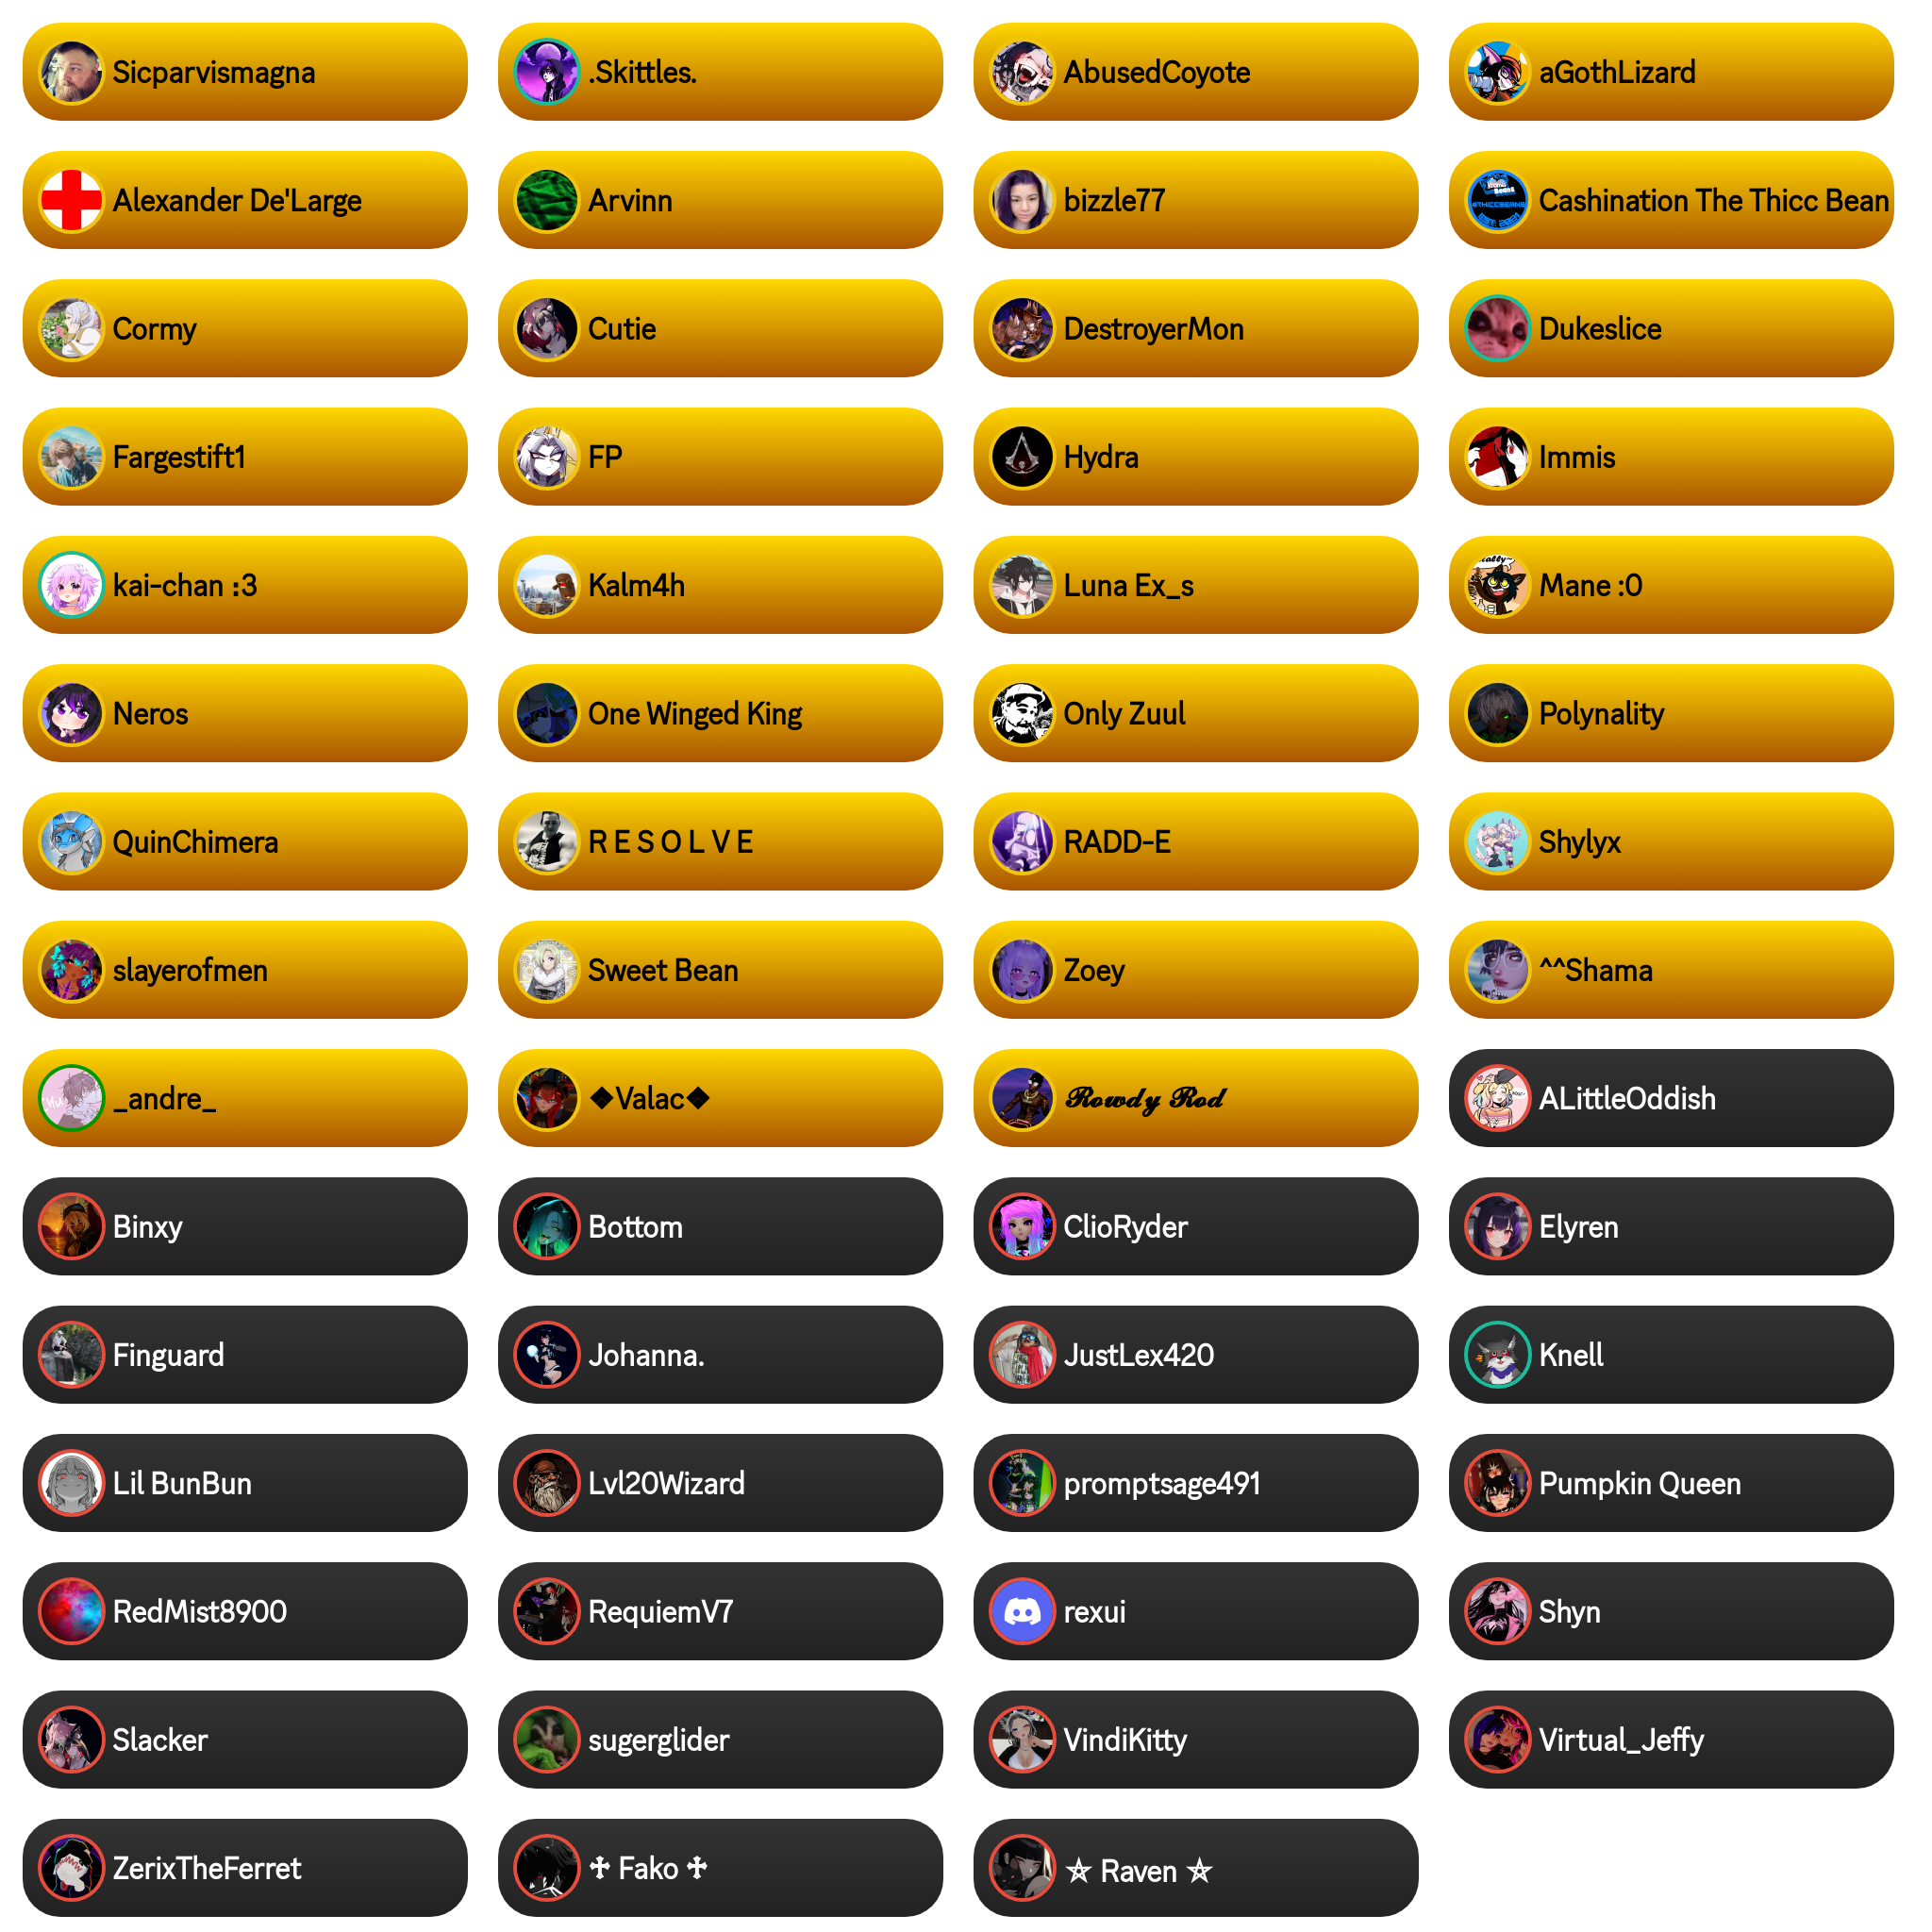 Sicparvismagna
.Skittles.
AbusedCoyote
aGothLizard
Alexander De'Large
Arvinn
bizzle77
Cashination The Thicc Bean
Cormy
Cutie
DestroyerMon
Dukeslice
Fargestift1
FP
Hydra
Immis
kai-chan :3
Kalm4h
Luna Ex_s
Mane :0
Neros
One Winged King
Only Zuul
Polynality
QuinChimera
R E S O L V E
RADD-E
Shylyx
slayerofmen
Sweet Bean
Zoey
^^Shama
_andre_
❖Valac❖
𝓡𝓸𝔀𝓭𝔂 𝓡𝓸𝓭
ALittleOddish
Binxy
Bottom
ClioRyder
Elyren
Finguard
Johanna.
JustLex420
Knell
Lil BunBun
Lvl20Wizard
promptsage491
Pumpkin Queen
RedMist8900
RequiemV7
rexui
Shyn
Slacker
sugerglider
VindiKitty
Virtual_Jeffy
ZerixTheFerret
♱ Fako ♱
⛤ Raven ⛤